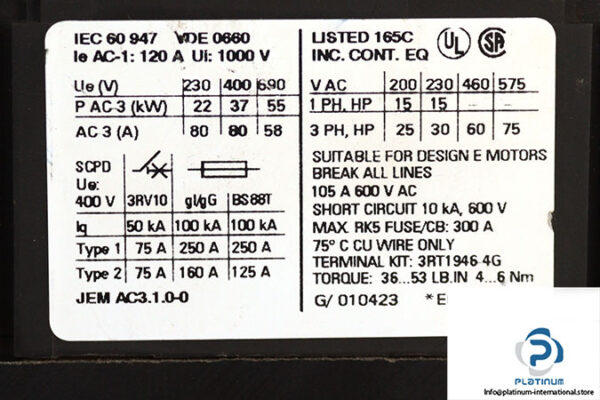 IEC 60 947 VDE 0660
Ie AC-1: 120 A Ui: 1000 V
Ue (V) 230 400 690
P AC-3 (kW) 22 37 55
AC-3 (A) 80 80 58
SCPD
Ue:
400 V 3RV10 gl/gG BS88T
Iq 50 kA 100 kA 100 kA
Type 1 75 A 250 A 250 A
Type 2 75 A 160 A 125 A
JEM AC3.1.0-0
LISTED 165C
INC. CONT. EQ UL SA
V AC 200 230 460 575
1 PH, HP 15 15 - -
3 PH, HP 25 30 60 75
SUITABLE FOR DESIGN E MOTORS
BREAK ALL LINES
105 A 600 V AC
SHORT CIRCUIT 10 kA, 600 V
MAX. RK5 FUSE/CB: 300 A
75° C CU WIRE ONLY
TERMINAL KIT: 3RT1946-4G
TORQUE: 36...53 LB.IN 4...6 Nm
G/ 010423 *E
PLATINUM
Info@platinum-international.store